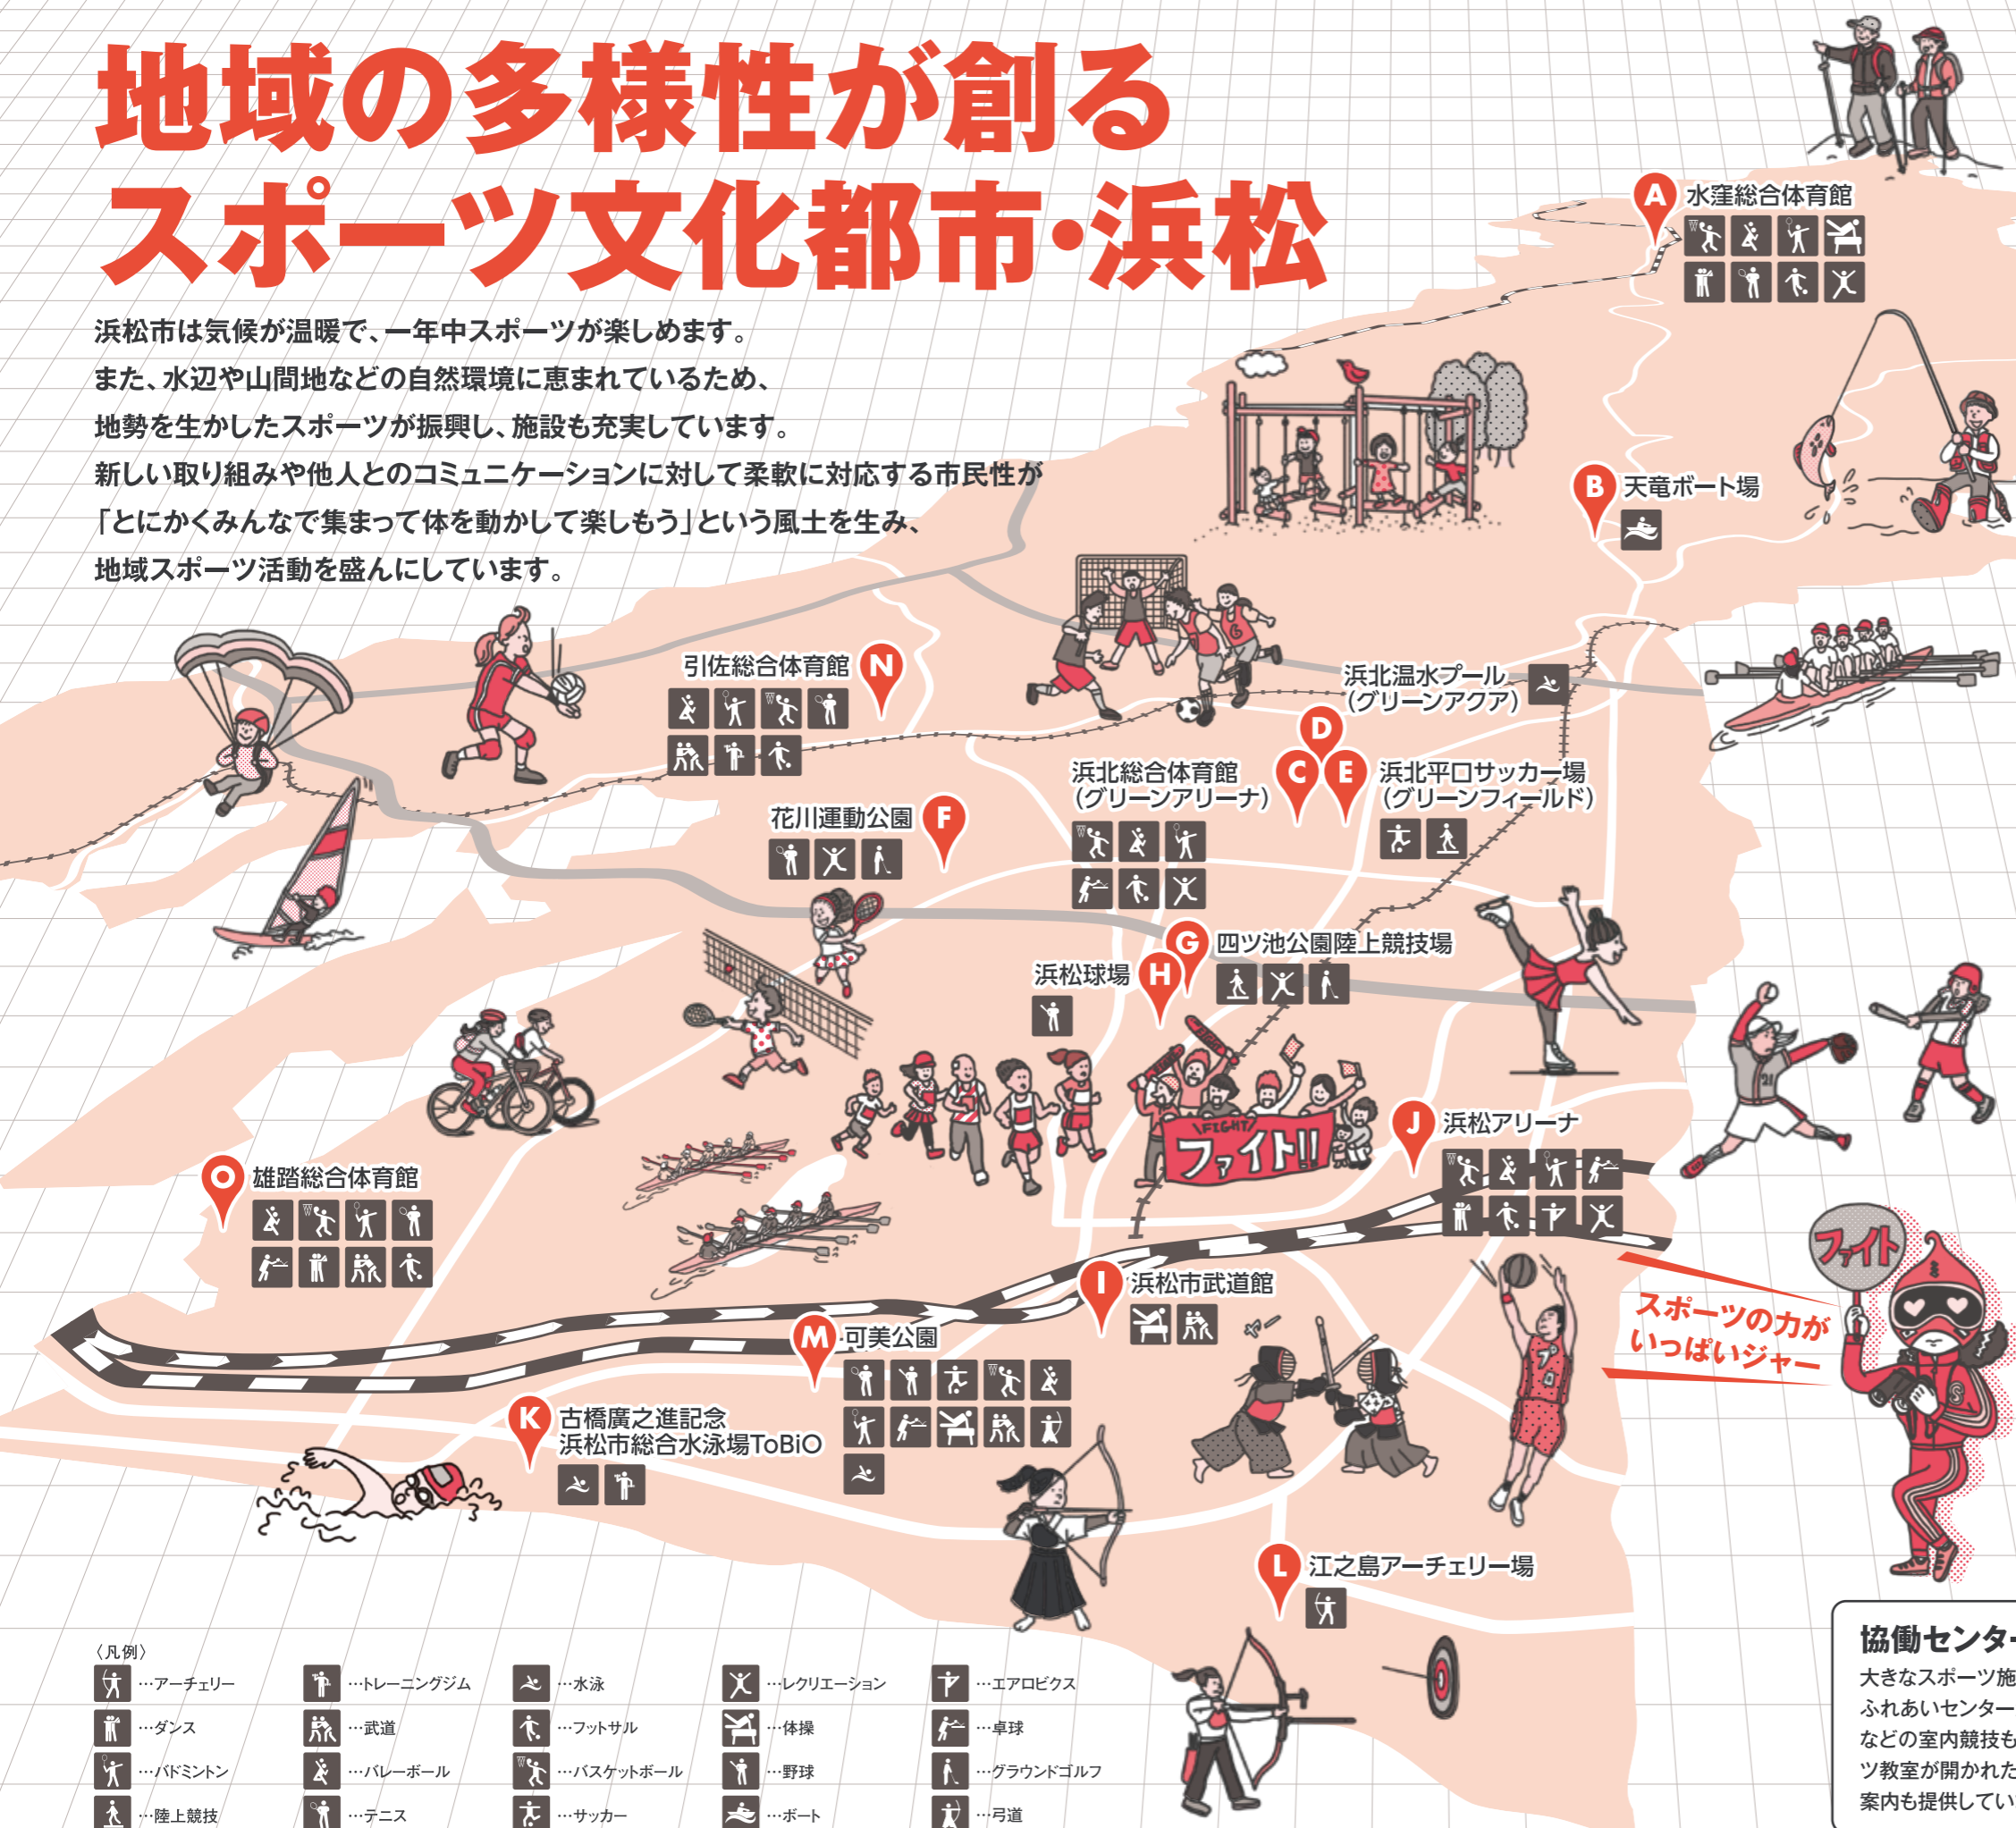 地域の多様性が創る
スポーツ文化都市・浜松
浜松市は気候が温暖で、一年中スポーツが楽しめます。
また、水辺や山間地などの自然環境に恵まれているため、
地勢を生かしたスポーツが振興し、施設も充実しています。
新しい取り組みや他人とのコミュニケーションに対して柔軟に対応する市民性が
「とにかくみんなで集まって体を動かして楽しもう」という風土を生み、
地域スポーツ活動を盛んにしています。
A 水窪総合体育館
B 天竜ボート場
引佐総合体育館 N
浜北温水プール
(グリーンアクア)
D
浜北総合体育館
(グリーンアリーナ)
C
E 浜北平口サッカー場
(グリーンフィールド)
花川運動公園 F
G 四ツ池公園陸上競技場
浜松球場 H
FIGHT
\FIGHT/
ファイト!!
21
J 浜松アリーナ
O 雄踏総合体育館
I 浜松市武道館
M 可美公園
K 古橋廣之進記念
浜松市総合水泳場ToBiO
ファイト
スポーツの力が
いっぱいジャー
S
L 江之島アーチェリー場
〈凡例〉
…アーチェリー …トレーニングジム …水泳 …レクリエーション …エアロビクス
…ダンス …武道 …フットサル …体操 …卓球
…バドミントン …バレーボール …バスケットボール …野球 …グラウンドゴルフ
…陸上競技 …テニス …サッカー …ボート …弓道
協働センター
大きなスポーツ施
ふれあいセンター
などの室内競技も
ツ教室が開かれた
案内も提供してい